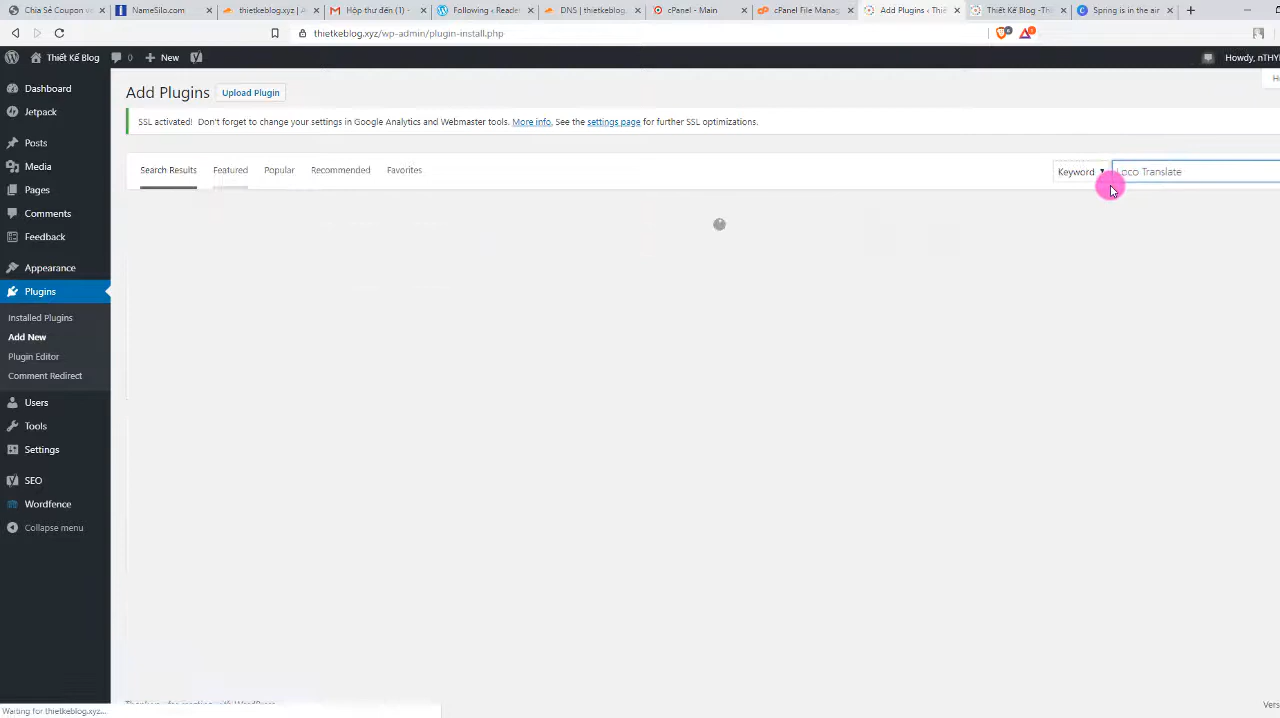 Chia Sẻ Coupon v
NameSilo.com
thietkeblog.xyz | A
Hộp thư đến (1) -
Following ‹ Reader
DNS | thietkeblog.
cPanel - Main
cPanel File Manag
Add Plugins ‹ Thi
Thiết Kế Blog -Th
Spring is in the air
thietkeblog.xyz/wp-admin/plugin-install.php
Thiết Kế Blog
0
New
Howdy, nTHY
Dashboard
Jetpack
Posts
Media
Pages
Comments
Feedback
Appearance
Plugins
Installed Plugins
Add New
Plugin Editor
Comment Redirect
Users
Tools
Settings
SEO
Wordfence
Collapse menu
Add Plugins
Upload Plugin
SSL activated! Don't forget to change your settings in Google Analytics and Webmaster tools. More info. See the settings page for further SSL optimizations.
Search Results
Featured
Popular
Recommended
Favorites
Keyword
Loco Translate
Waiting for thietkeblog.xyz...
Vers